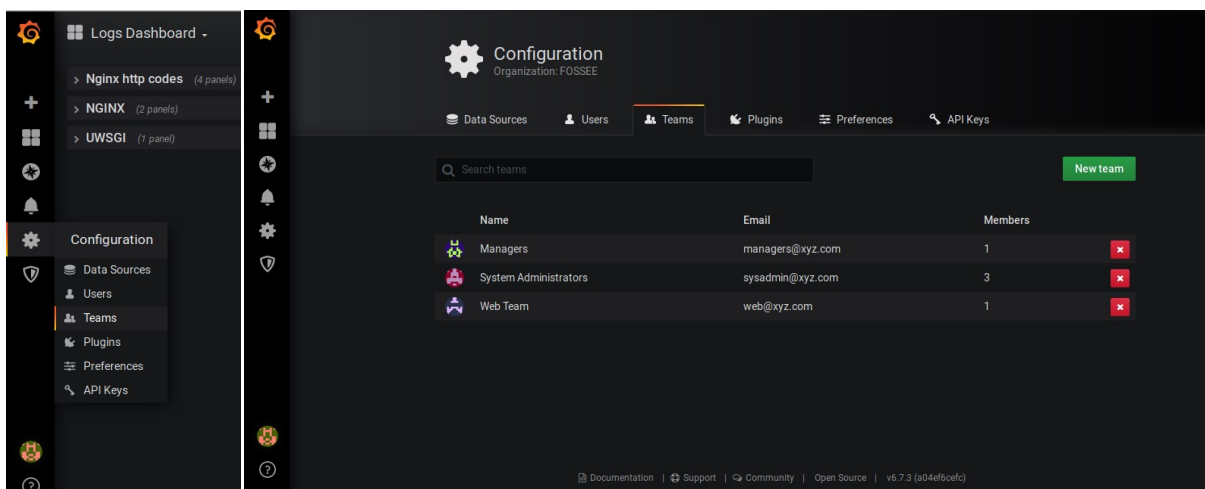 Logs Dashboard
Nginx http codes (4 panels)
NGINX (2 panels)
UWSGI (1 panel)
Configuration
Data Sources
Users
Teams
Plugins
Preferences
API Keys
Configuration
Organization: FOSSEE
Data Sources Users Teams Plugins Preferences API Keys
Search teams New team
Name Email Members
Managers managers@xyz.com 1
System Administrators sysadmin@xyz.com 3
Web Team web@xyz.com 1
Documentation | Support | Community | Open Source | v6.7.3 (a04ef6cefc)